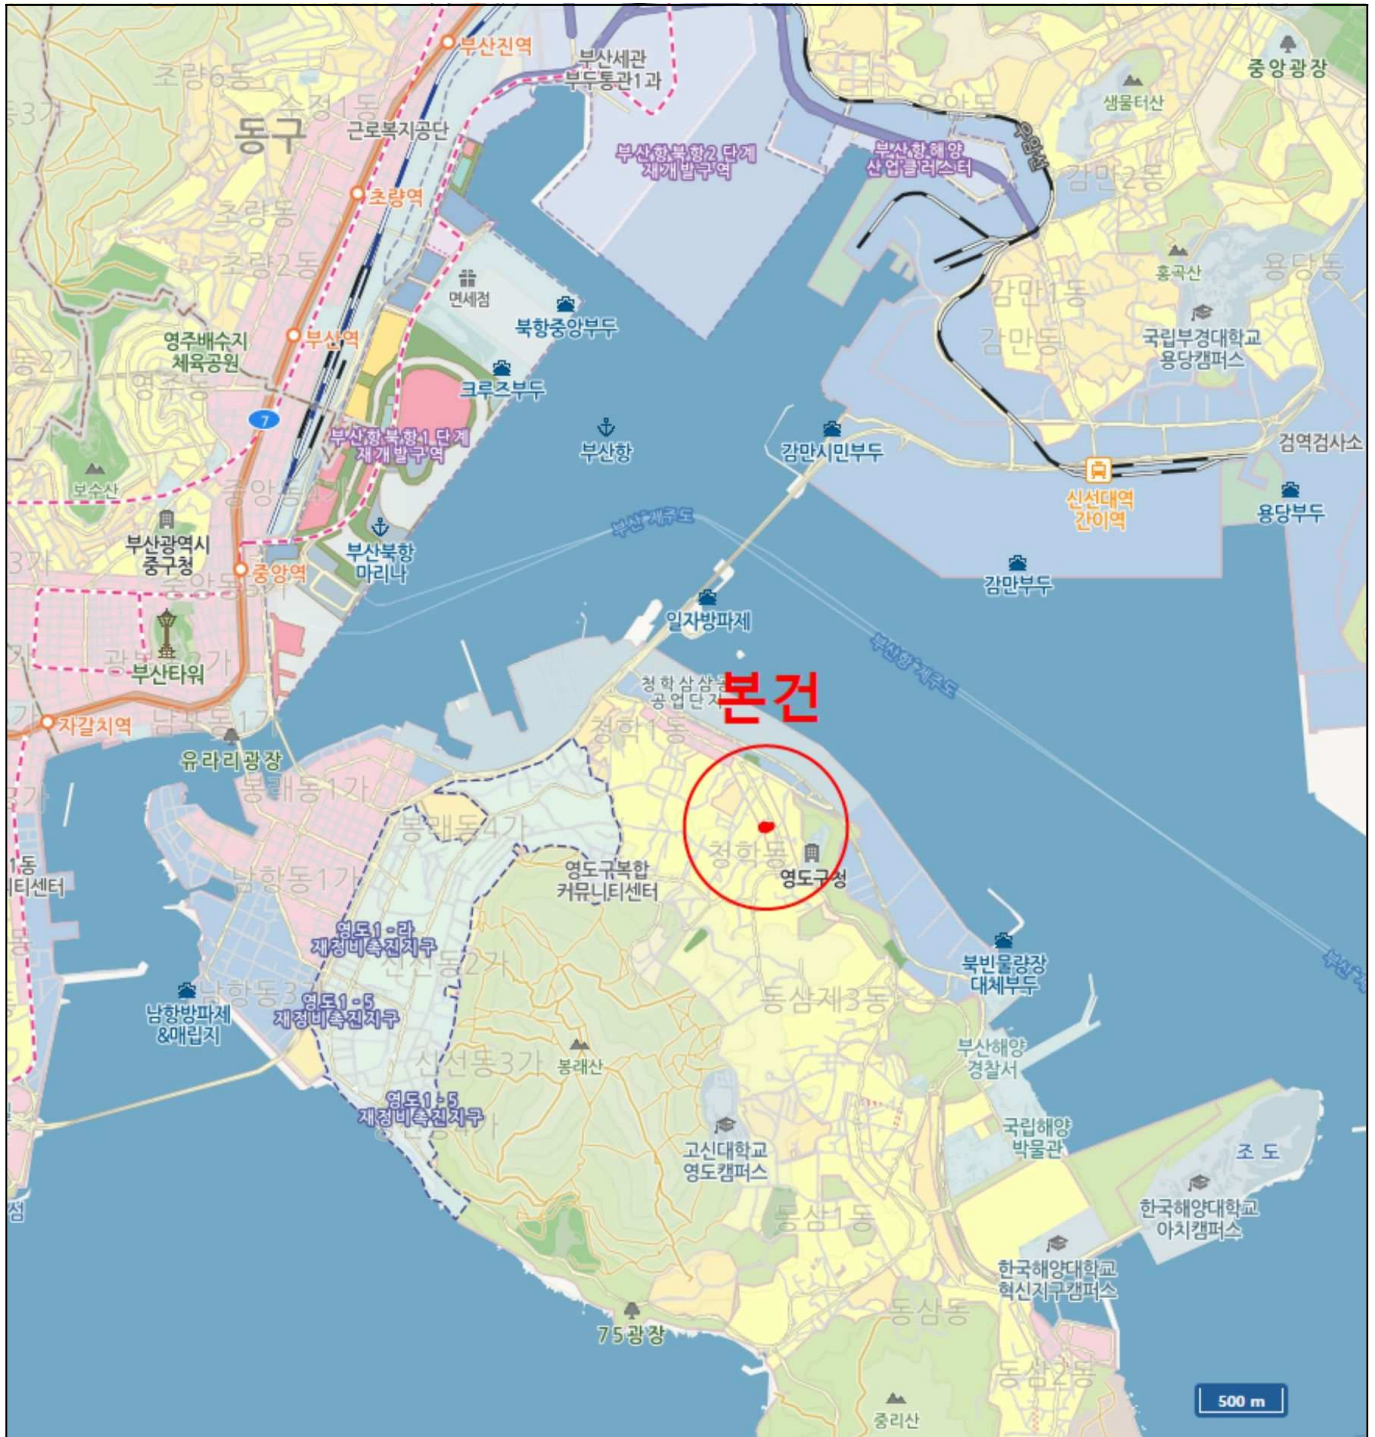 부산진역
부산세관
부두통관1과
중앙광장
초량6동
수정1동
동구
근로복지공단
우암동
우암선
샘물터산
부산항북항2 단계
재개발구역
부산항해양
산업클러스터
감만2동
초량역
초량동
초량2동
홍곡산
용당동
면세점
감만1동
북항중앙부두
감만동
국립부경대학교
용당캠퍼스
영주배수지
체육공원
부산역
영주동
크루즈부두
7
부산항북항1 단계
재개발구역
부산항
감만시민부두
검역검사소
보수산
중앙동4가
신선대역
간이역
용당부두
부산광역시
중구청
부산북항
마리나
부산-제주도
중앙역
감만부두
일자방파제
부산타워
부산항-제주도
청학삼삼공
공업단지
본건
자갈치역
남포동1가
청학1동
유라리광장
봉래동1가
봉래동4가
청학동
영도구청
영도구복합
커뮤니티센터
남항동1가
영도1-라
재정비촉진지구
신선동2가
북빈물량장
대체부두
남항방파제
&매립지
영도1-5
재정비촉진지구
동삼제3동
부산해양
경찰서
신선동3가
봉래산
영도1-5
재정비촉진지구
국립해양
박물관
고신대학교
영도캠퍼스
조도
한국해양대학교
아치캠퍼스
동삼1동
한국해양대학교
혁신지구캠퍼스
동삼동
75광장
동삼2동
중리산
500 m